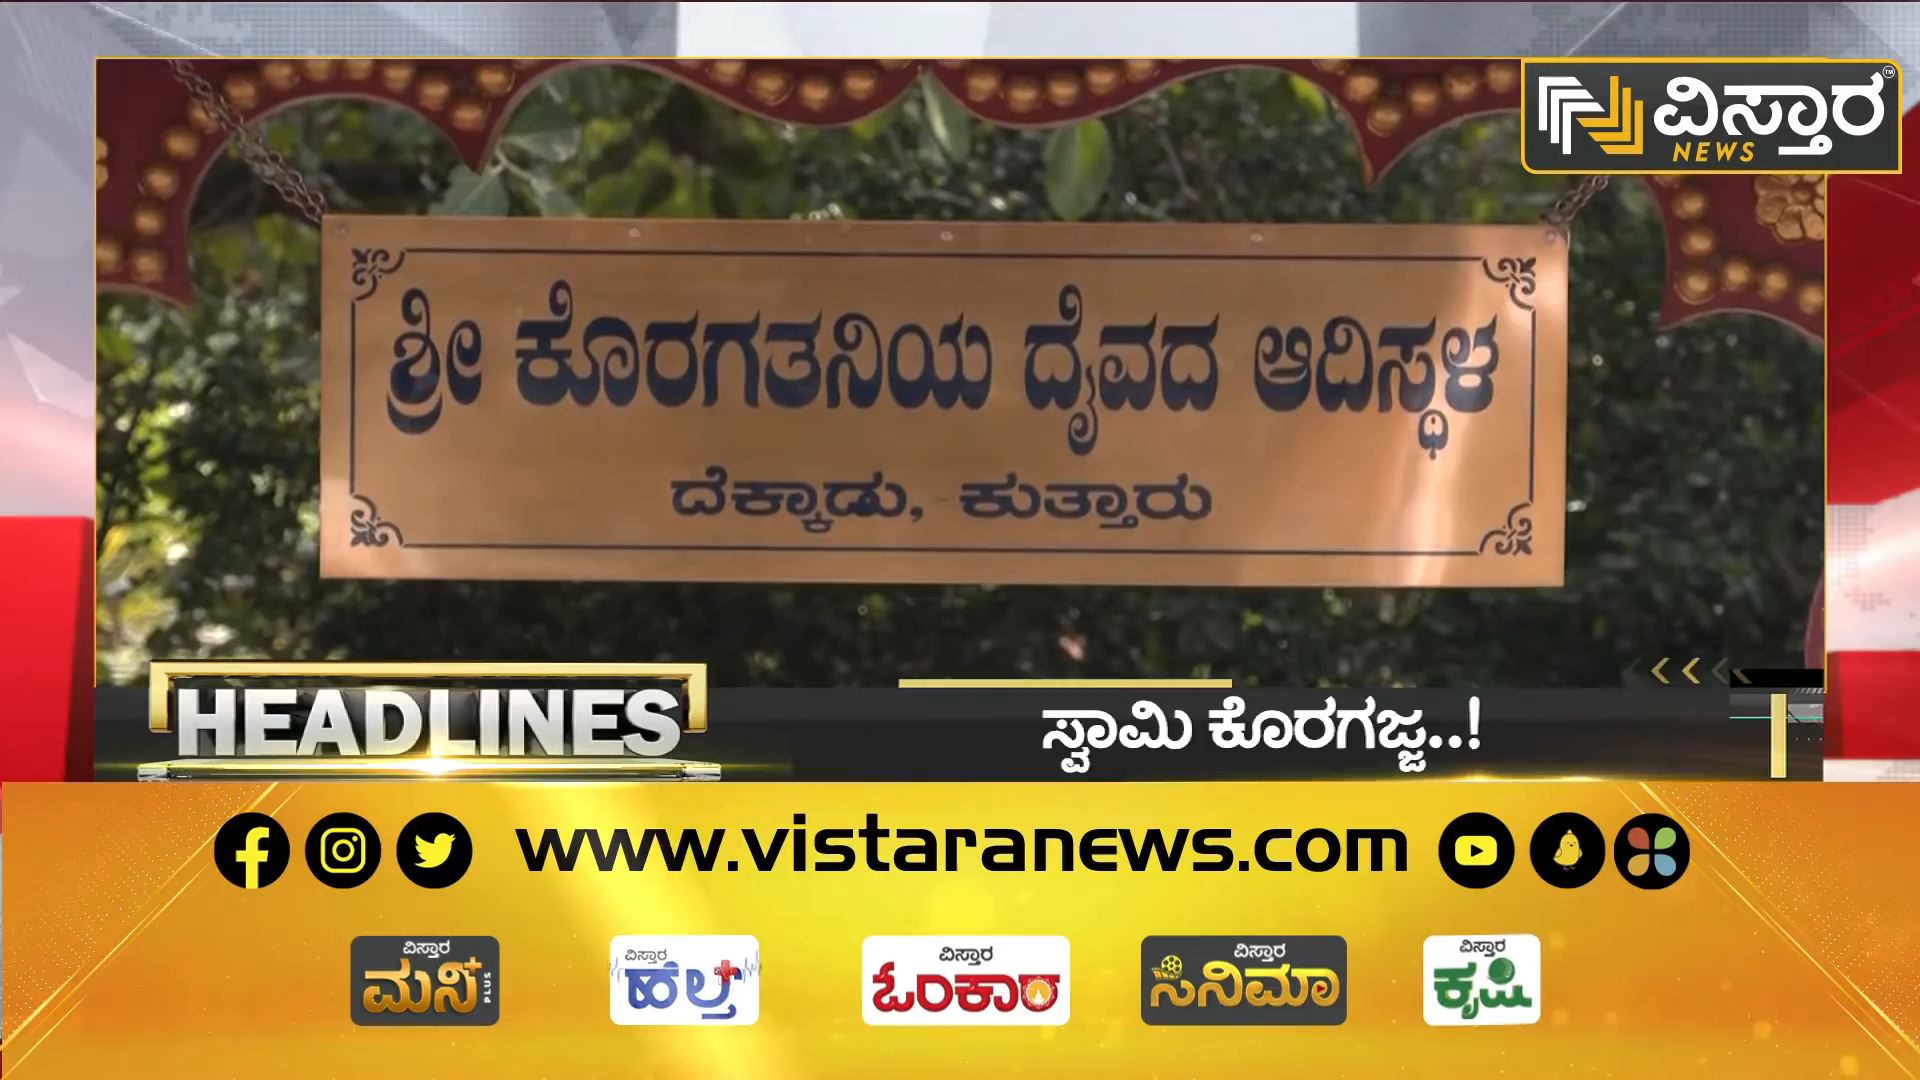 ವಿಸ್ತಾರ
NEWS
ಶ್ರೀ ಕೊರಗತನಿಯ ದೈವದ ಆದಿಸ್ಥಳ
ದೆಕ್ಕಾಡು, ಕುತ್ತಾರು
HEADLINES
ಸ್ವಾಮಿ ಕೊರಗಜ್ಜ..!
www.vistaranews.com
ವಿಸ್ತಾರ
ಮನಿ+
PLUS
ವಿಸ್ತಾರ
ಹೆಲ್ತ್
ವಿಸ್ತಾರ
ಓಂಕಾರ
ವಿಸ್ತಾರ
ಸಿನಿಮಾ
ವಿಸ್ತಾರ
ಕೃಷಿ